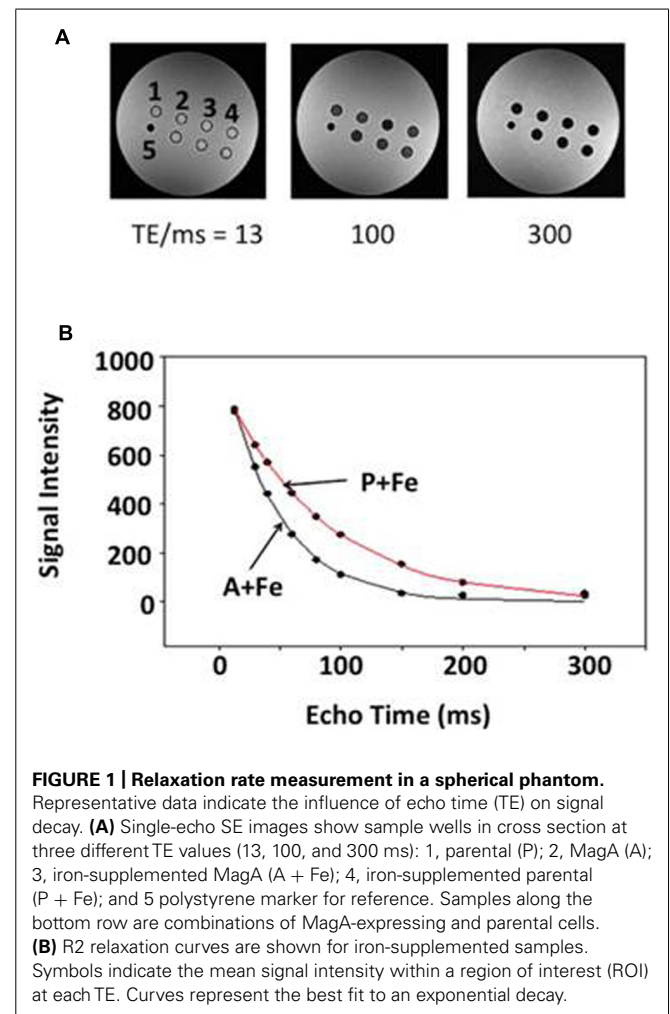 A
1 2 3 4
5
TE/ms = 13 100 300
B
1000
800
600
400
200
0
Signal Intensity
P+Fe
A+Fe
0 100 200 300
Echo Time (ms)
FIGURE 1 | Relaxation rate measurement in a spherical phantom.
Representative data indicate the influence of echo time (TE) on signal
decay. (A) Single-echo SE images show sample wells in cross section at
three different TE values (13, 100, and 300 ms): 1, parental (P); 2, MagA (A);
3, iron-supplemented MagA (A + Fe); 4, iron-supplemented parental
(P + Fe); and 5 polystyrene marker for reference. Samples along the
bottom row are combinations of MagA-expressing and parental cells.
(B) R2 relaxation curves are shown for iron-supplemented samples.
Symbols indicate the mean signal intensity within a region of interest (ROI)
at each TE. Curves represent the best fit to an exponential decay.